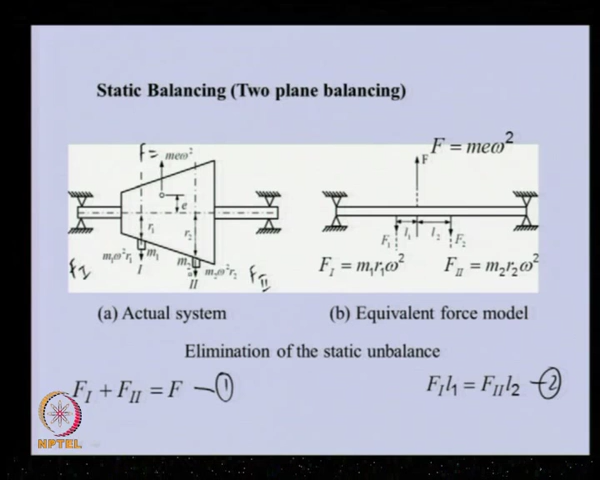 Static Balancing (Two plane balancing)
F=
meω²
e
r₁
r₂
m₁ω²r₁
m₁
m₂
m₂ω²r₂
F_I
I
II
F_II
F = meω²
F
F₁
l₁
l₂
F₂
F_I = m₁r₁ω²
F_II = m₂r₂ω²
(a) Actual system
(b) Equivalent force model
Elimination of the static unbalance
F_I + F_II = F —①
F_I l₁ = F_II l₂ —②
NPTEL